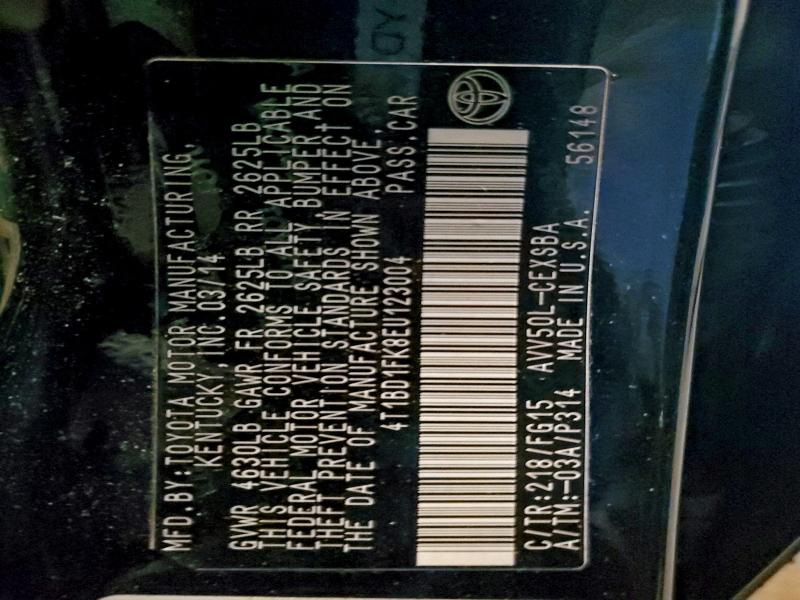 MFD.BY:TOYOTA MOTOR MANUFACTURING,
KENTUCKY, INC.03/14
GVWR 4630LB GAWR FR 2625LB RR 2625LB
THIS VEHICLE CONFORMS TO ALL APPLICABLE
FEDERAL MOTOR VEHICLE SAFETY BUMPER AND
THEFT PREVENTION STANDARDS IN EFFECT ON
THE DATE OF MANUFACTURE SHOWN ABOVE.
4T1BD1FK8EU123004 PASS.CAR
C/TR:218/FG15 AVV50L-CEXSBA
A/TM:-03A/P314 MADE IN U.S.A. 56148